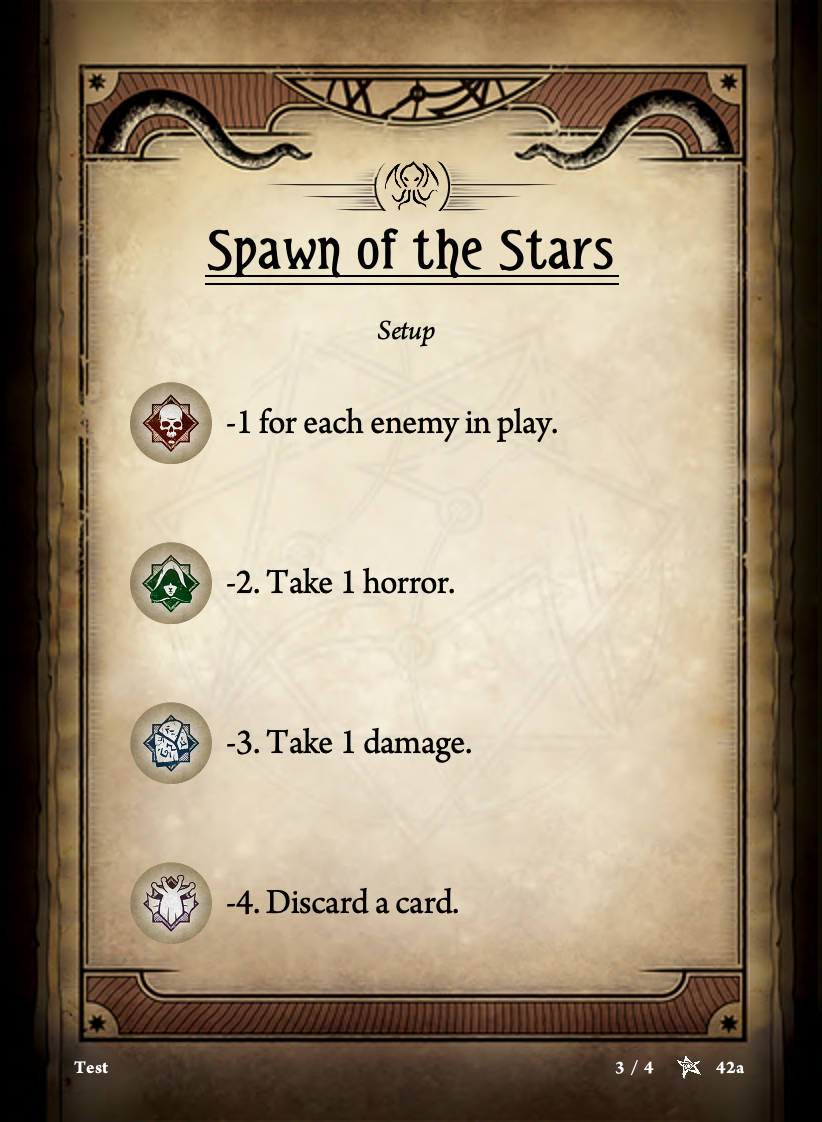 Spawn of the Stars
Setup
-1 for each enemy in play.
-2. Take 1 horror.
-3. Take 1 damage.
-4. Discard a card.
Test 3 / 4 42a